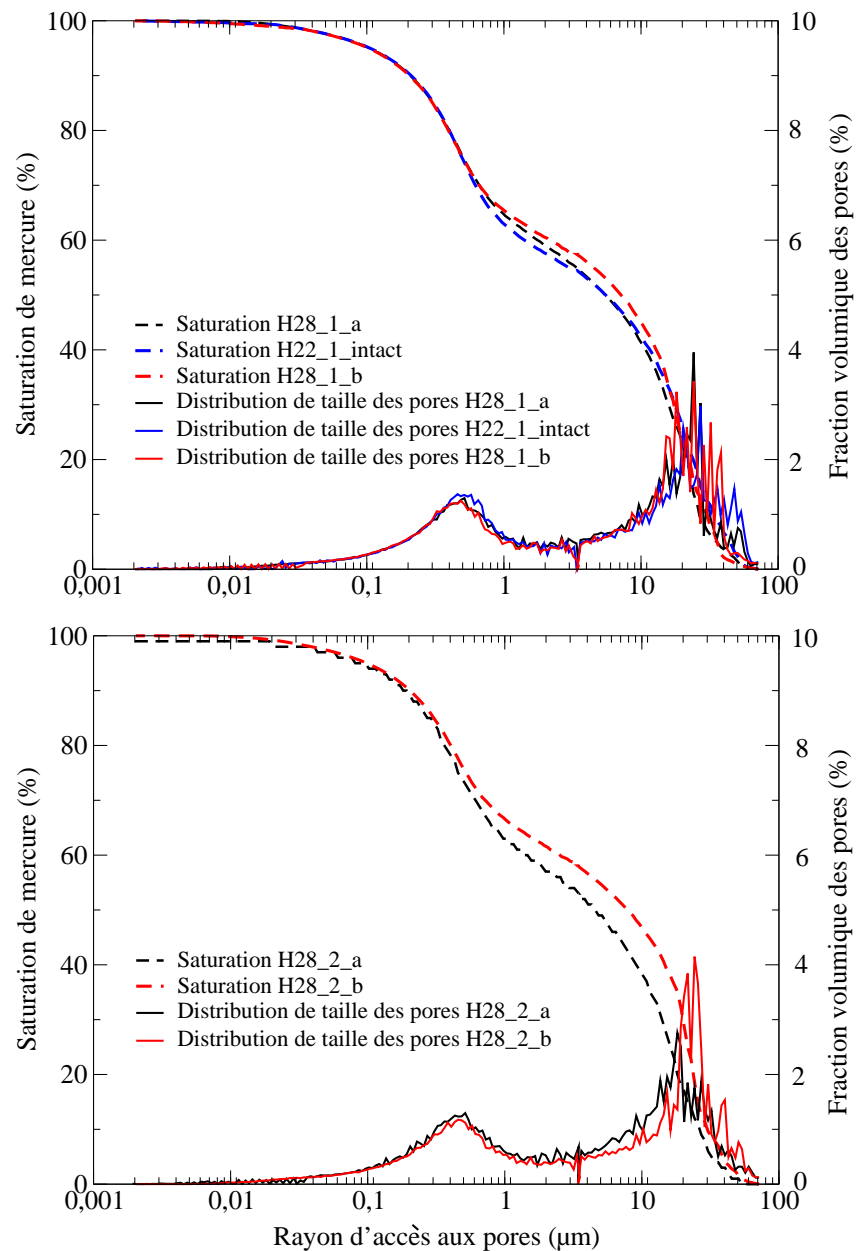 100
80
60
40
20
0
Saturation de mercure (%)
10
8
6
4
2
0
Fraction volumique des pores (%)
Saturation H28_1_a
Saturation H22_1_intact
Saturation H28_1_b
Distribution de taille des pores H28_1_a
Distribution de taille des pores H22_1_intact
Distribution de taille des pores H28_1_b
0,001 0,01 0,1 1 10 100
100
80
60
40
20
0
Saturation de mercure (%)
10
8
6
4
2
0
Fraction volumique des pores (%)
Saturation H28_2_a
Saturation H28_2_b
Distribution de taille des pores H28_2_a
Distribution de taille des pores H28_2_b
0,001 0,01 0,1 1 10 100
Rayon d'accès aux pores (µm)